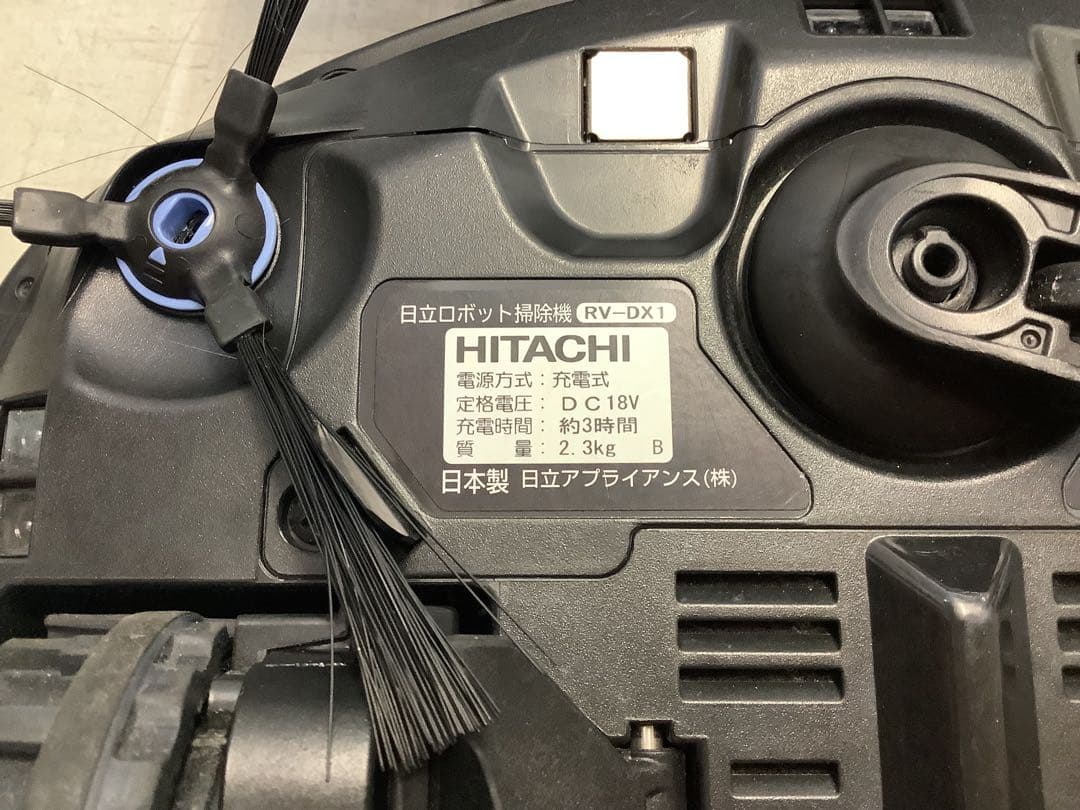 日立ロボット掃除機 RV-DX1
HITACHI
電源方式：充電式
定格電圧：DC18V
充電時間：約3時間
質　量：2.3kg B
日本製 日立アプライアンス(株)